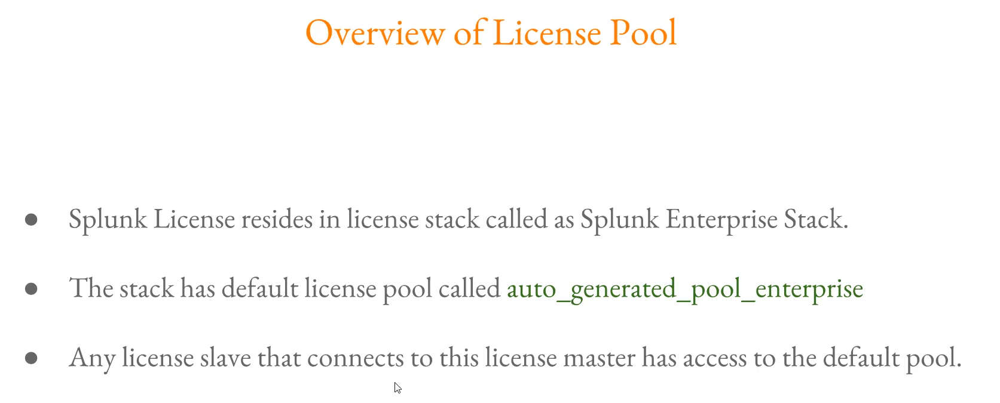 Overview of License Pool
● Splunk License resides in license stack called as Splunk Enterprise Stack.
● The stack has default license pool called auto_generated_pool_enterprise
● Any license slave that connects to this license master has access to the default pool.